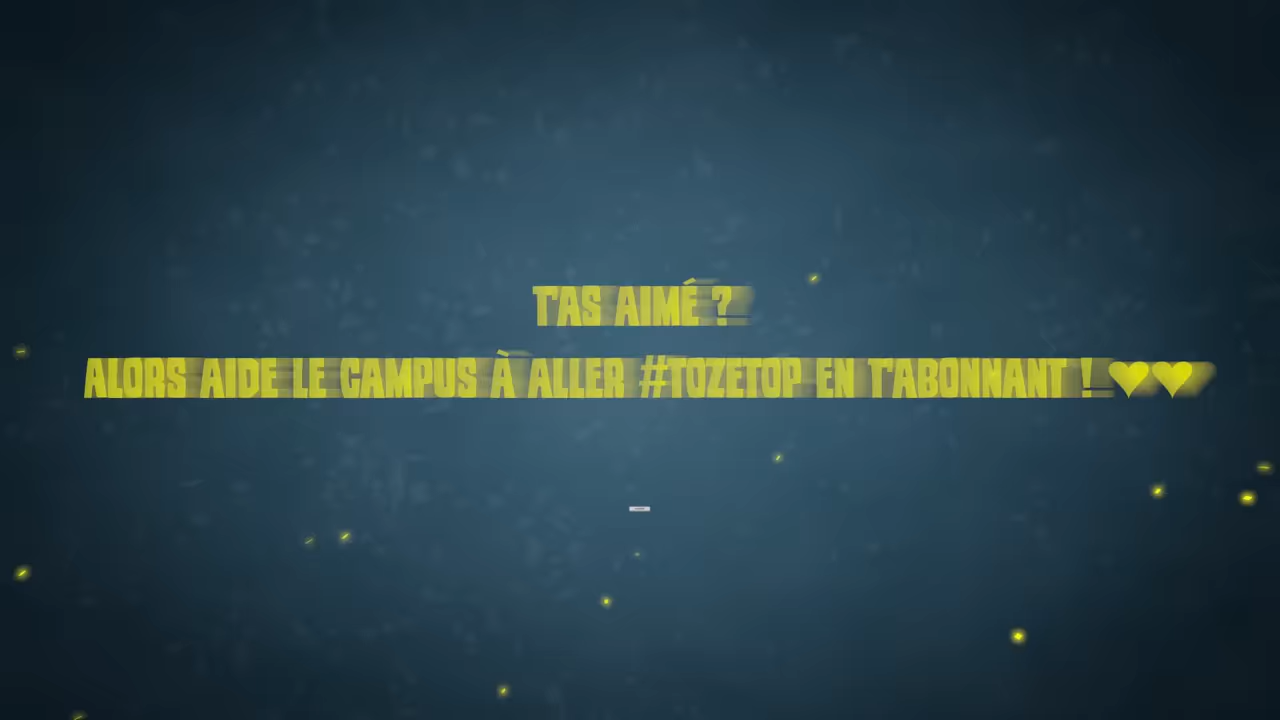 T'AS AIMÉ ?
ALORS AIDE LE CAMPUS À ALLER #TOZETOP EN T'ABONNANT ! ♥♥